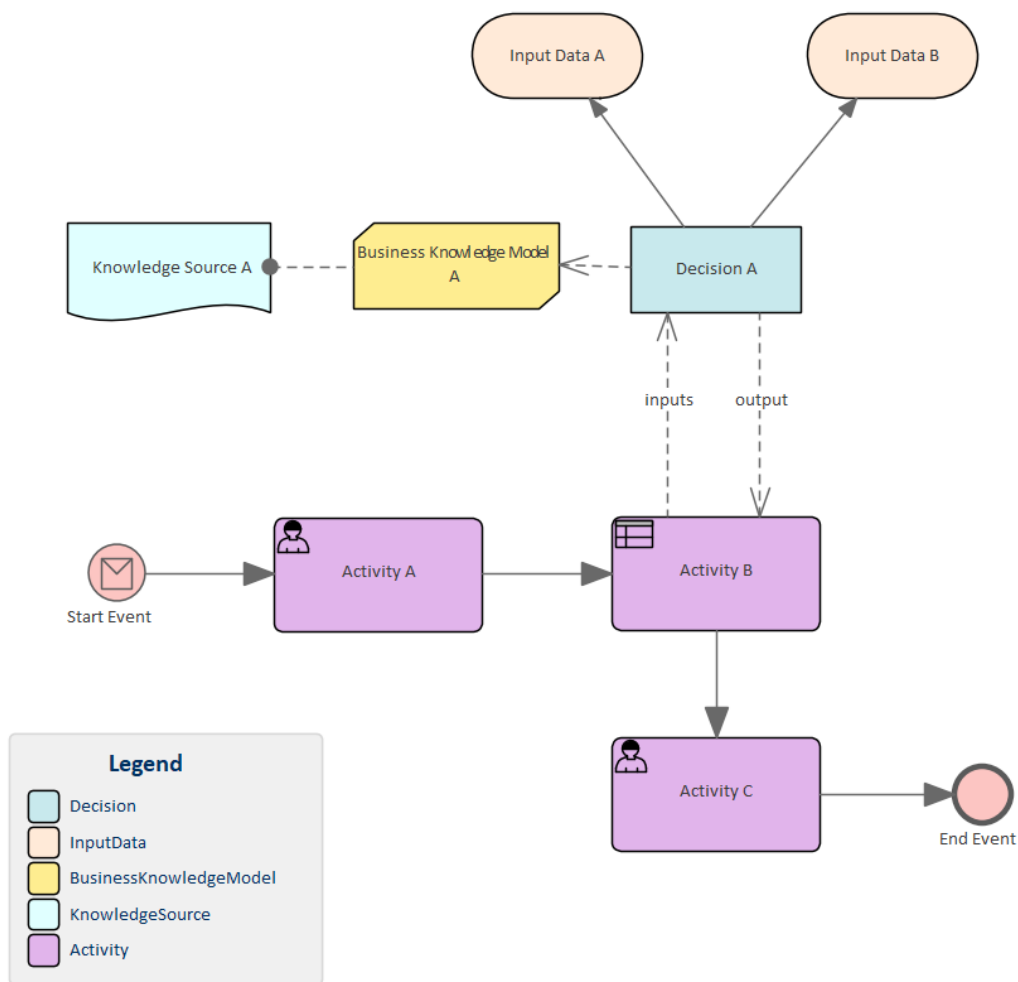 Input Data A
Input Data B
Knowledge Source A
Business Knowledge Model
A
Decision A
inputs
output
Activity A
Activity B
Start Event
Activity C
End Event
Legend
Decision
InputData
BusinessKnowledgeModel
KnowledgeSource
Activity